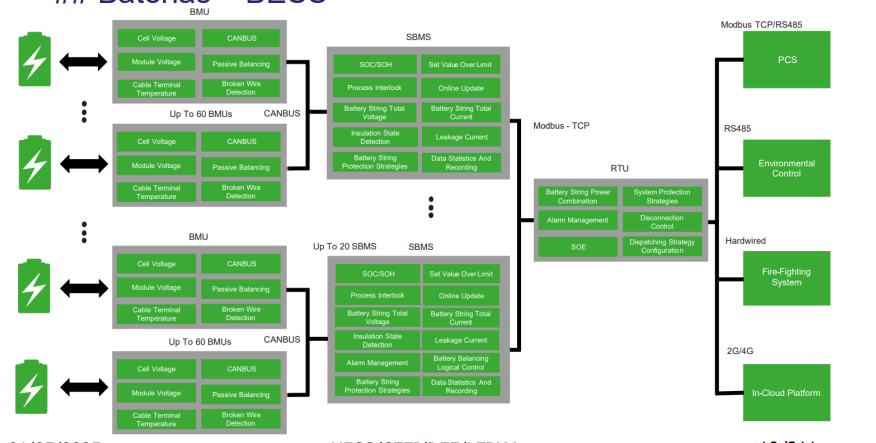 BMU
Cell Voltage
CANBUS
Module Voltage
Passive Balancing
Cable Terminal
Temperature
Broken Wire
Detection
Up To 60 BMUs
CANBUS
Cell Voltage
CANBUS
Module Voltage
Passive Balancing
Cable Terminal
Temperature
Broken Wire
Detection
BMU
Cell Voltage
CANBUS
Module Voltage
Passive Balancing
Cable Terminal
Temperature
Broken Wire
Detection
Up To 60 BMUs
CANBUS
Cell Voltage
CANBUS
Module Voltage
Passive Balancing
Cable Terminal
Temperature
Broken Wire
Detection
SBMS
SOC/SOH
Set Value Over Limit
Process Interlock
Online Update
Battery String Total
Voltage
Battery String Total
Current
Insulation State
Detection
Leakage Current
Battery String
Protection Strategies
Data Statistics And
Recording
Up To 20 SBMS
SBMS
SOC/SOH
Set Value Over Limit
Process Interlock
Online Update
Battery String Total
Voltage
Battery String Total
Current
Insulation State
Detection
Leakage Current
Alarm Management
Battery Balancing
Logical Control
Battery String
Protection Strategies
Data Statistics And
Recording
Modbus - TCP
RTU
Battery String Power
Combination
System Protection
Strategies
Alarm Management
Disconnection
Control
SOE
Dispatching Strategy
Configuration
Modbus TCP/RS485
PCS
RS485
Environmental
Control
Hardwired
Fire-Fighting
System
2G/4G
In-Cloud Platform